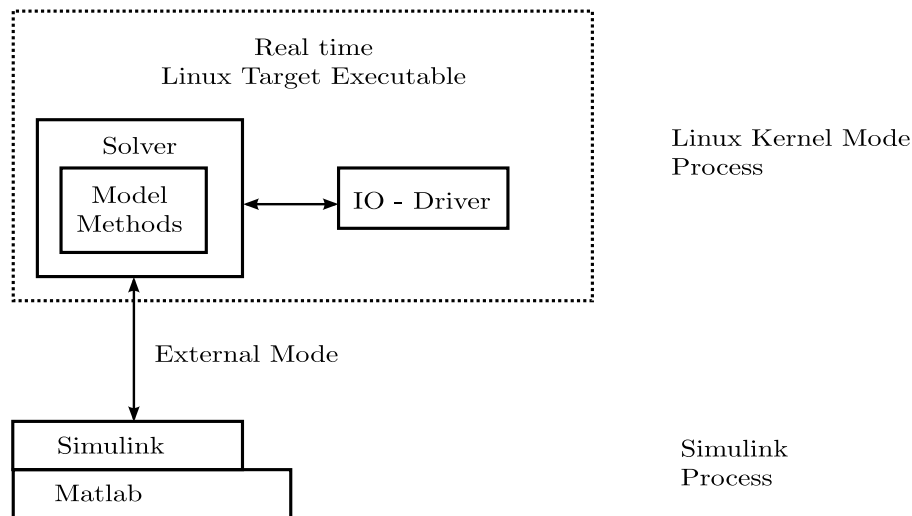 Real time
Linux Target Executable
Solver
Model
Methods
IO - Driver
Linux Kernel Mode
Process
External Mode
Simulink
Matlab
Simulink
Process